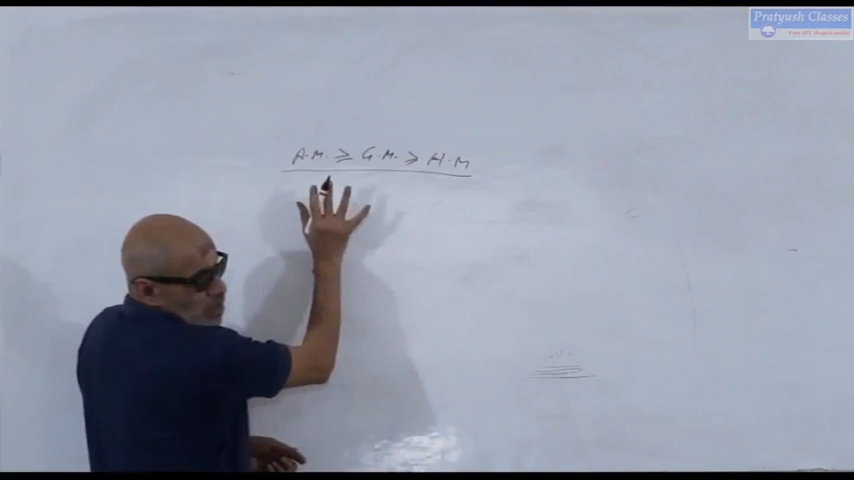 Pratyush Classes
A.M. ≥ G.M. ≥ H.M